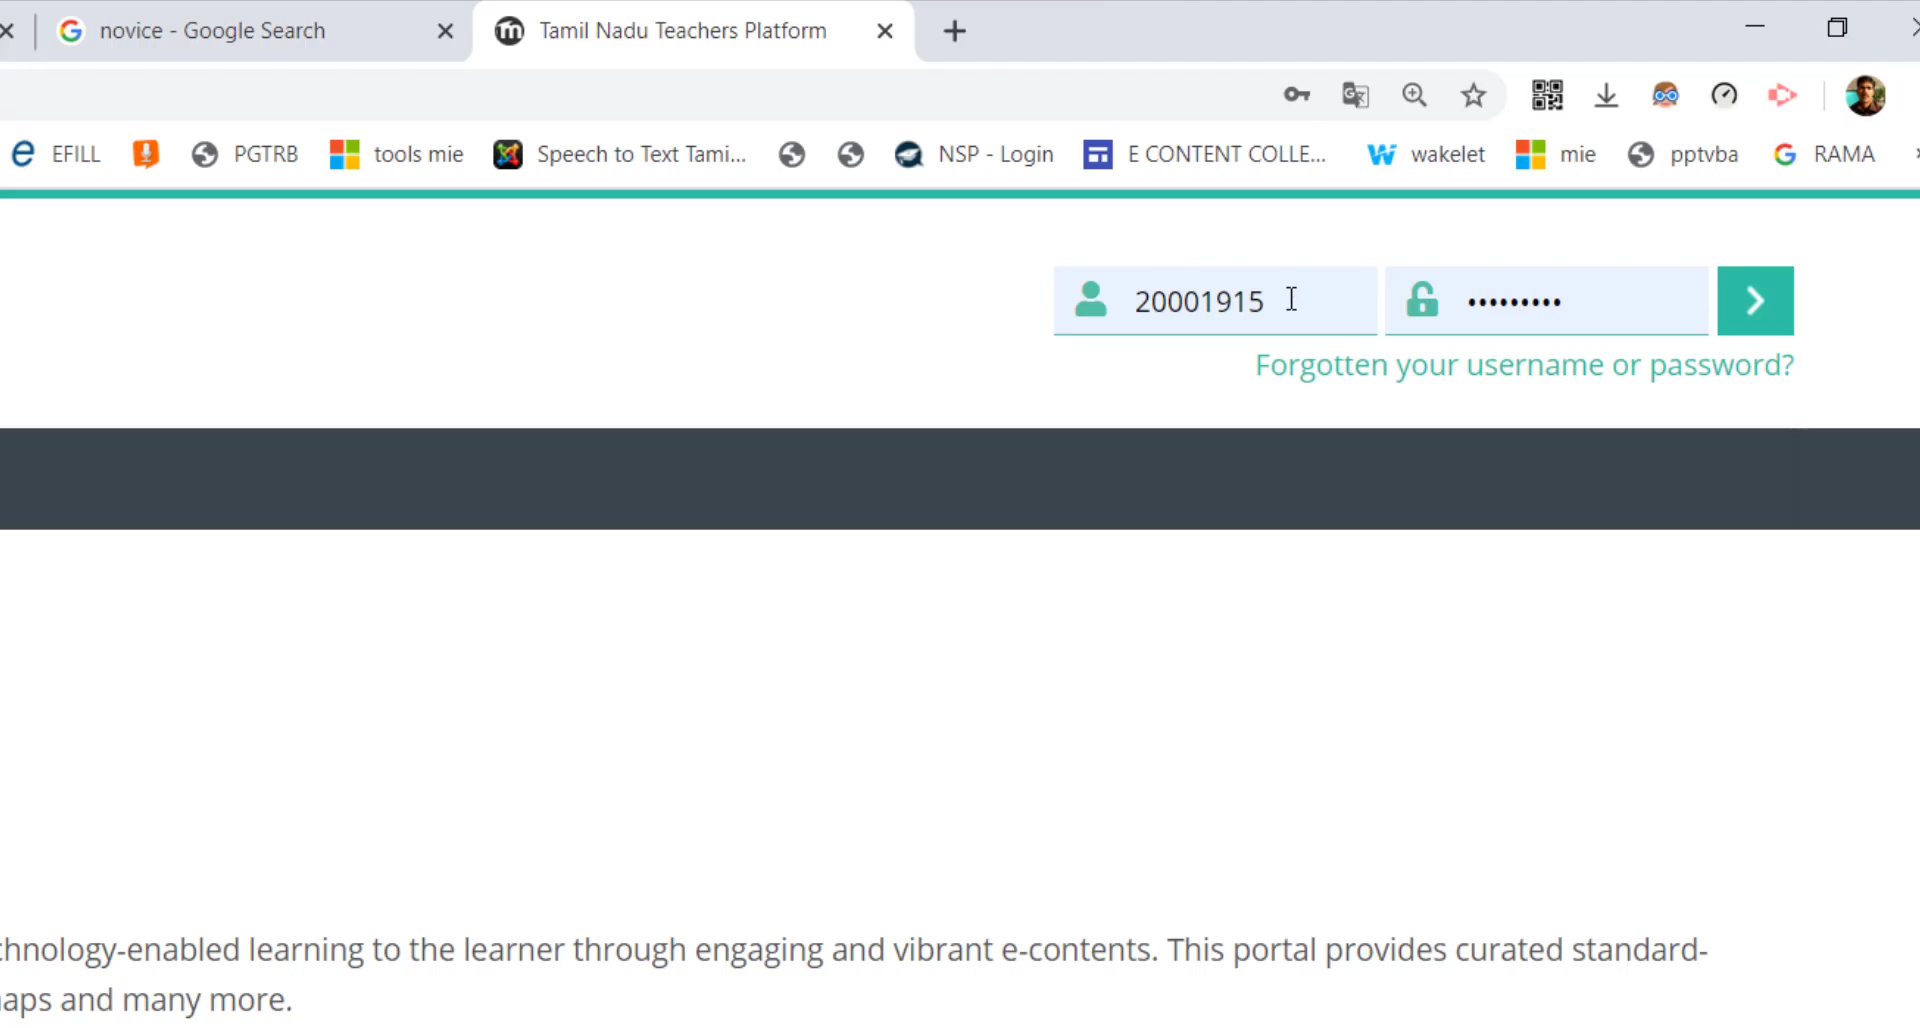 novice - Google Search
Tamil Nadu Teachers Platform
EFILL PGTRB tools mie Speech to Text Tami... NSP - Login E CONTENT COLLE... wakelet mie pptvba RAMA
20001915 •••••••••
Forgotten your username or password?
chnology-enabled learning to the learner through engaging and vibrant e-contents. This portal provides curated standard-
aps and many more.